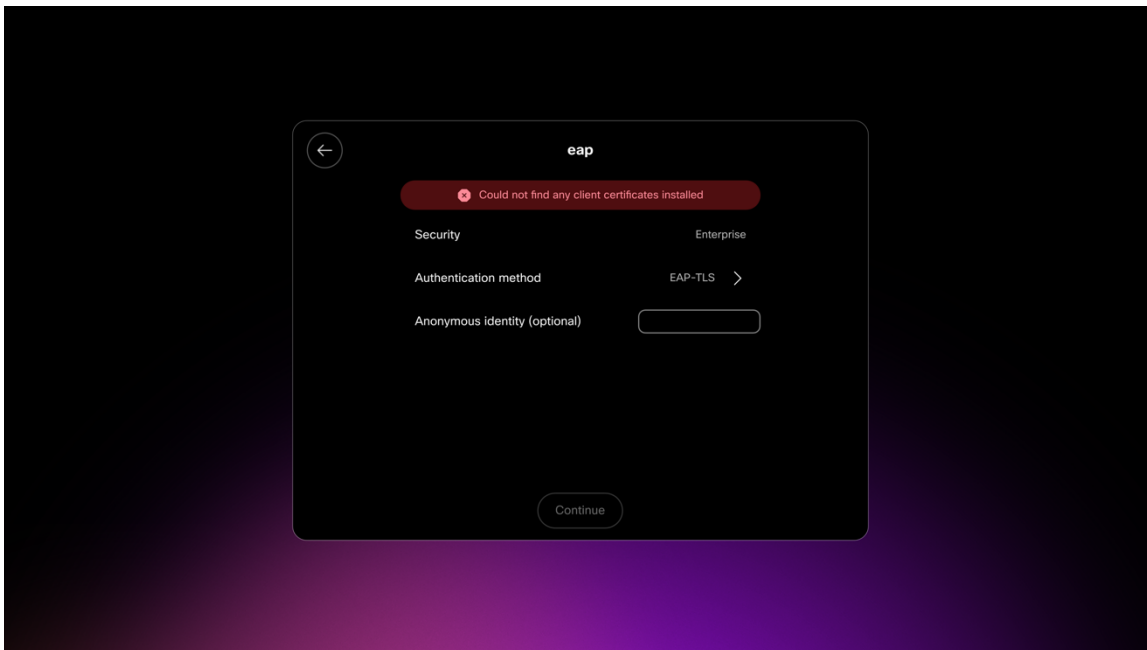 eap
Could not find any client certificates installed
Security Enterprise
Authentication method EAP-TLS
Anonymous identity (optional)
Continue